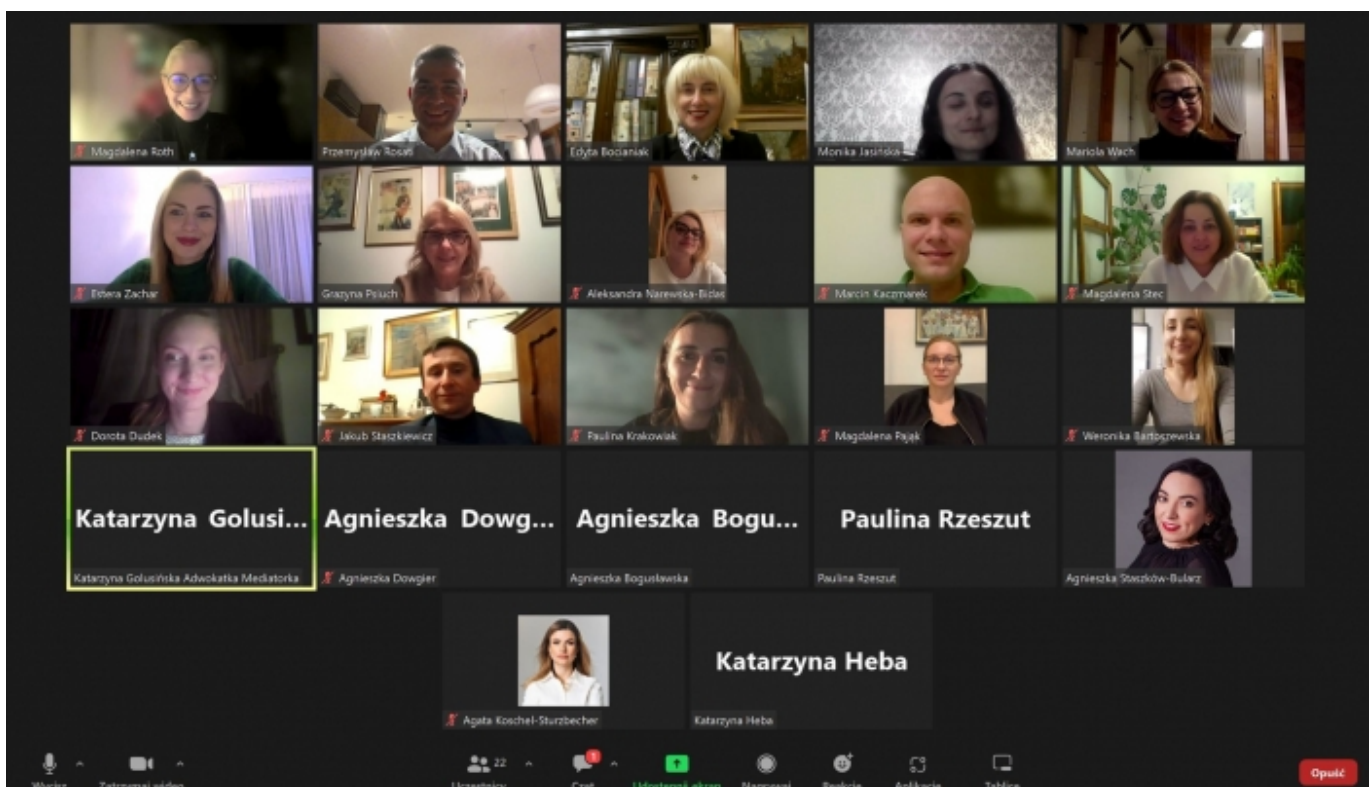 Magdalena Roth
Przemysław Rosati
Edyta Bocianiak
Monika Jasińska
Mariola Wach
Estera Zachar
Grazyna Psiuch
Aleksandra Narewska-Bidas
Marcin Kaczmarek
Magdalena Stec
Dorota Dudek
Jakub Staszkiewicz
Paulina Krakowiak
Magdalena Pająk
Weronika Bartoszewska
Katarzyna Golusi...
Katarzyna Golusińska Adwokatka Mediatorka
Agnieszka Dowg...
Agnieszka Dowgier
Agnieszka Bogu...
Agnieszka Bogusławska
Paulina Rzeszut
Paulina Rzeszut
Agnieszka Staszków-Bularz
Agata Koschel-Sturzbecher
Katarzyna Heba
Katarzyna Heba
22
1
Opuść